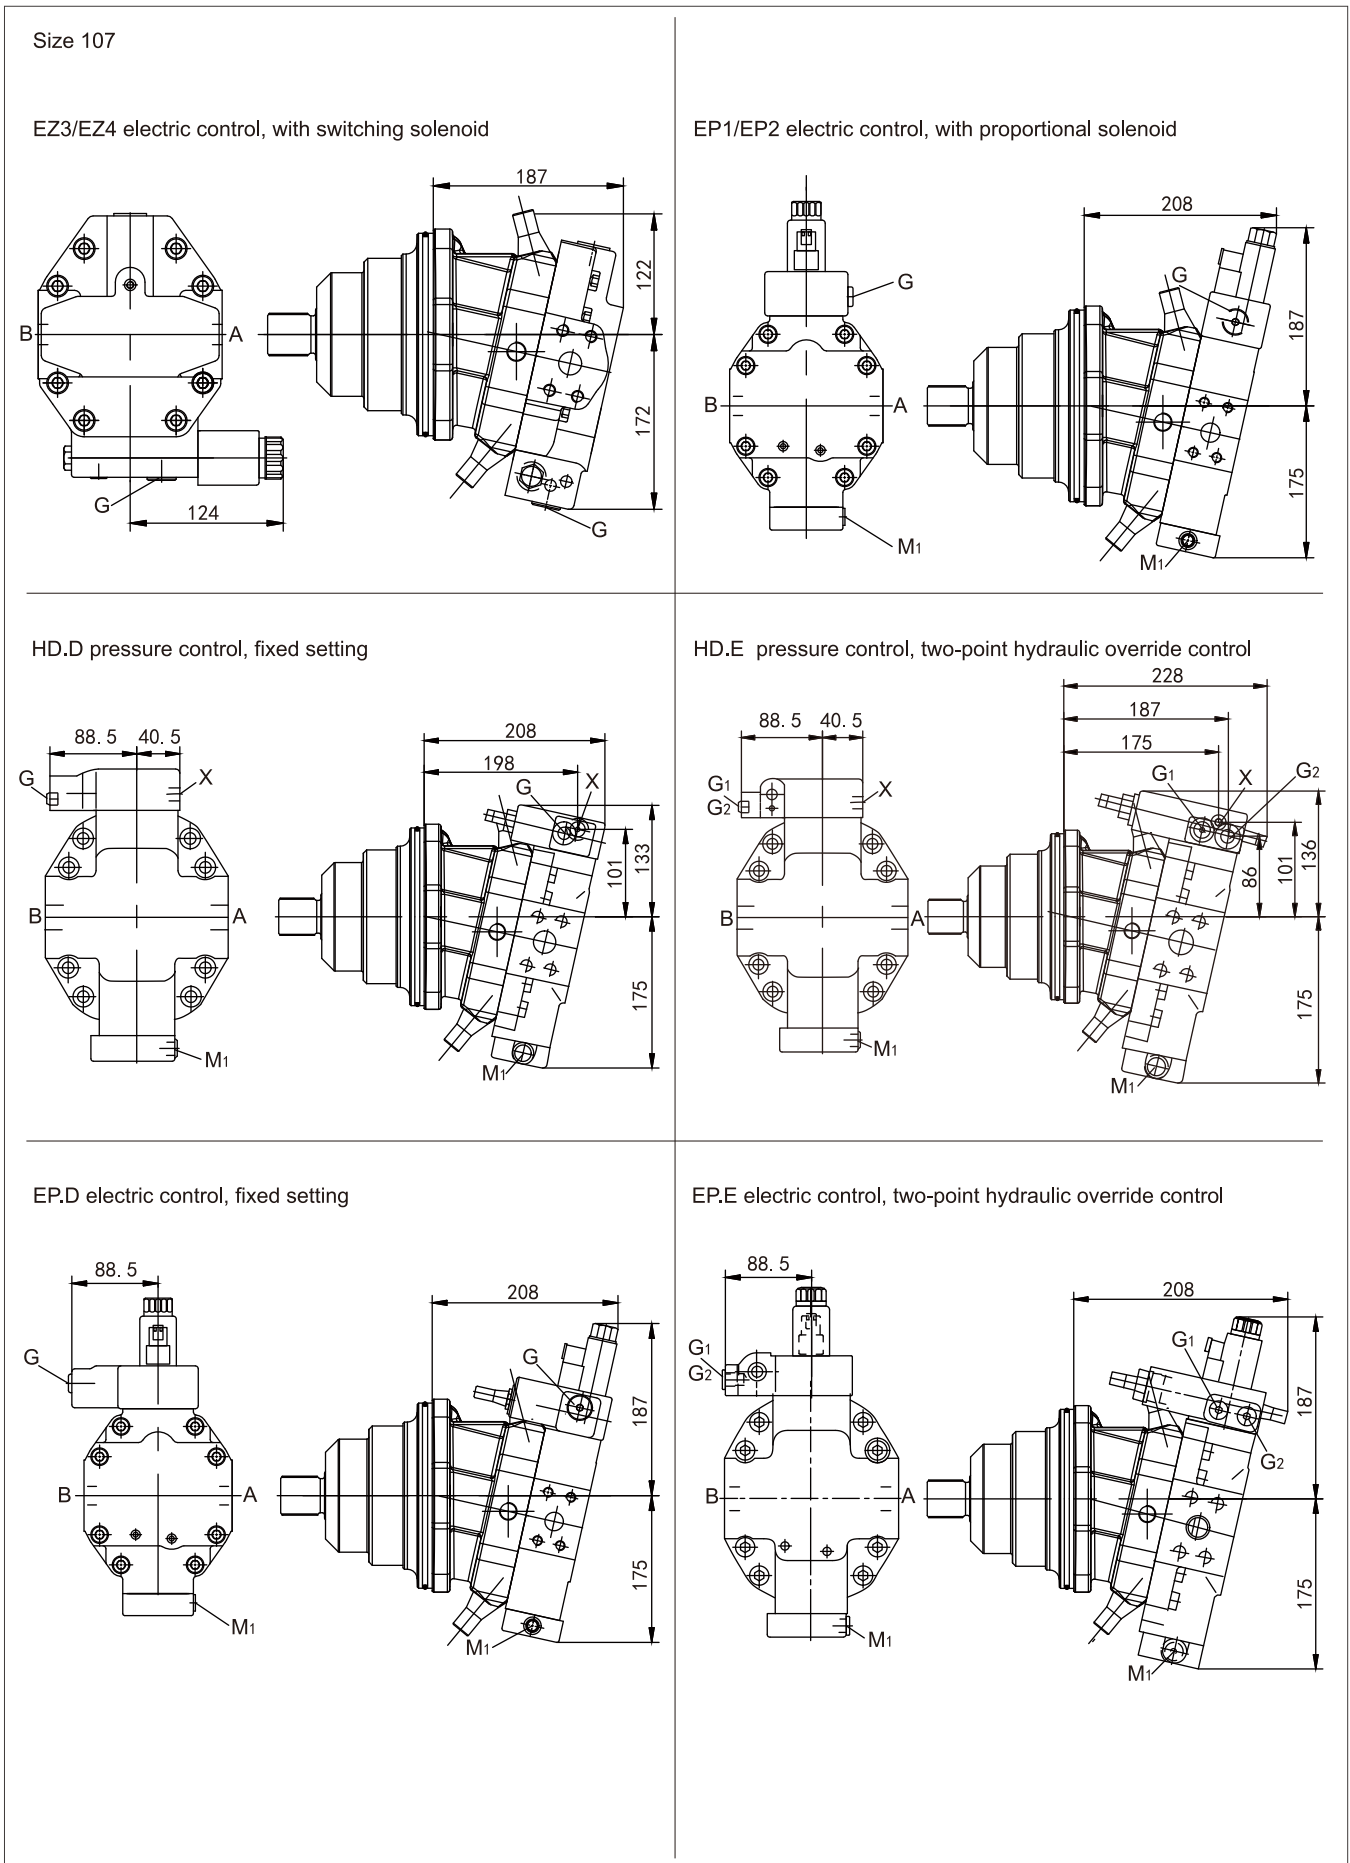 Size 107
EZ3/EZ4 electric control, with switching solenoid
187
122
172
B
A
G
124
G
EP1/EP2 electric control, with proportional solenoid
208
G
G
187
B
A
175
M1
M1
HD.D pressure control, fixed setting
88. 5
40. 5
208
198
G
X
G
X
101
133
B
A
175
M1
M1
HD.E pressure control, two-point hydraulic override control
228
187
175
88. 5
40. 5
G1
G2
X
G1
X
G2
86
101
136
B
A
175
M1
M1
EP.D electric control, fixed setting
88. 5
208
G
G
187
B
A
175
M1
M1
EP.E electric control, two-point hydraulic override control
88. 5
208
G1
G2
G1
187
G2
B
A
175
M1
M1